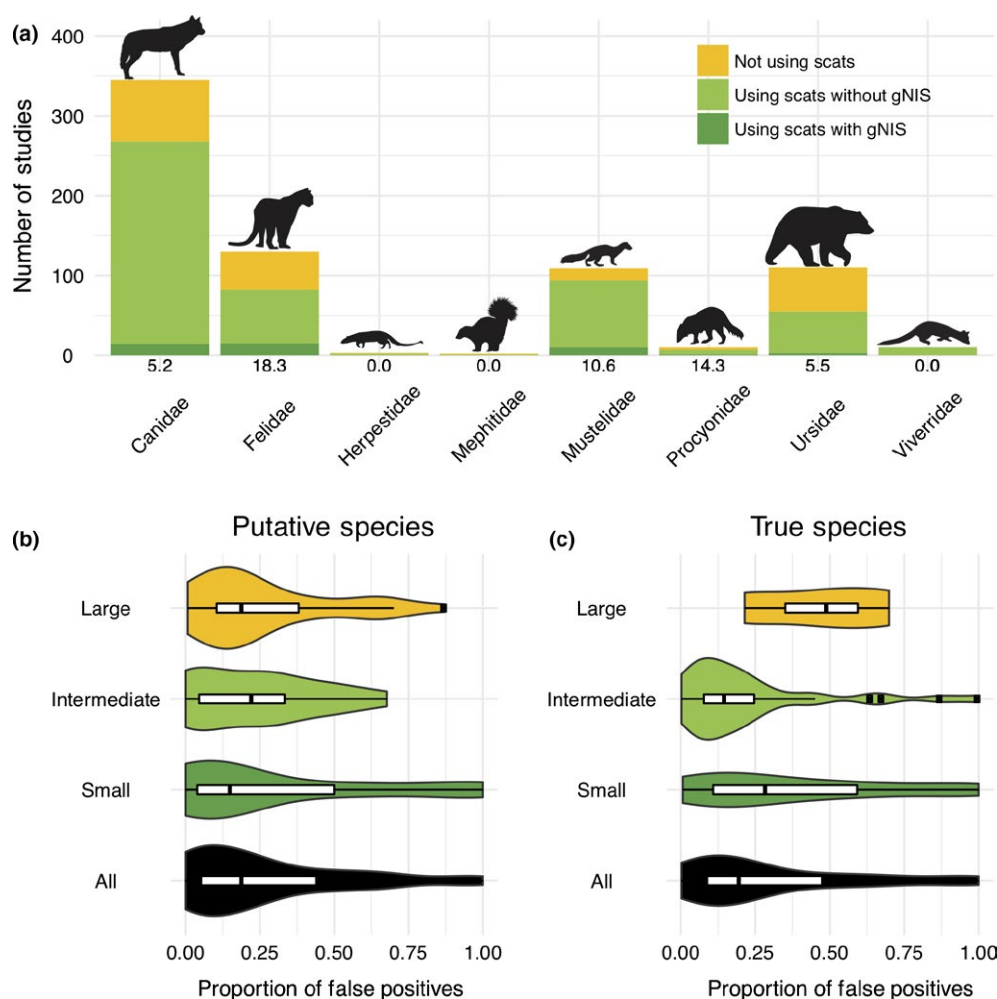 (a)
400
300
200
100
0
Number of studies
Not using scats
Using scats without gNIS
Using scats with gNIS
5.2 18.3 0.0 0.0 10.6 14.3 5.5 0.0
Canidae Felidae Herpestidae Mephitidae Mustelidae Procyonidae Ursidae Viverridae
(b) Putative species
Large
Intermediate
Small
All
0.00 0.25 0.50 0.75 1.00
Proportion of false positives
(c) True species
Large
Intermediate
Small
All
0.00 0.25 0.50 0.75 1.00
Proportion of false positives